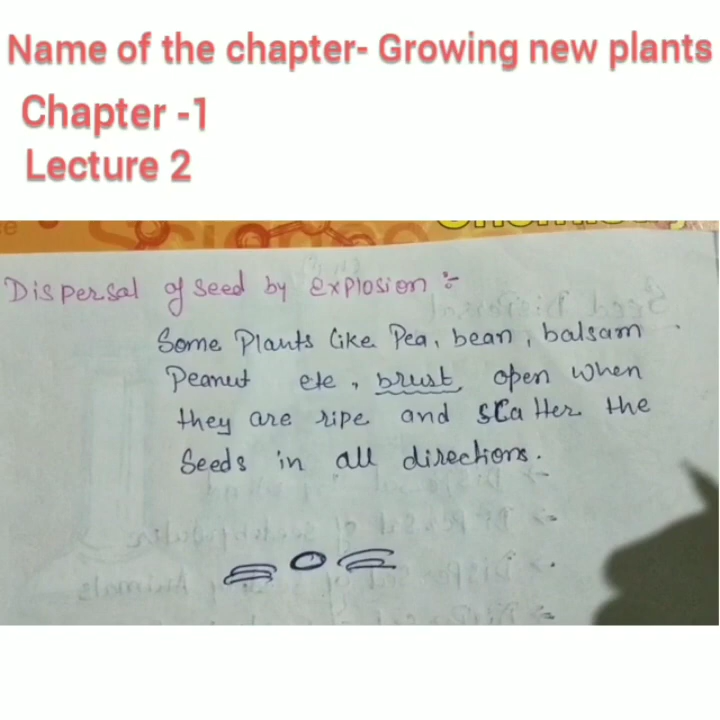 Name of the chapter- Growing new plants
Chapter -1
Lecture 2
Dispersal of seed by explosion :-
Some Plants like Pea, bean, balsam
Peanut etc, brust open when
they are ripe and scatter the
Seeds in all directions.